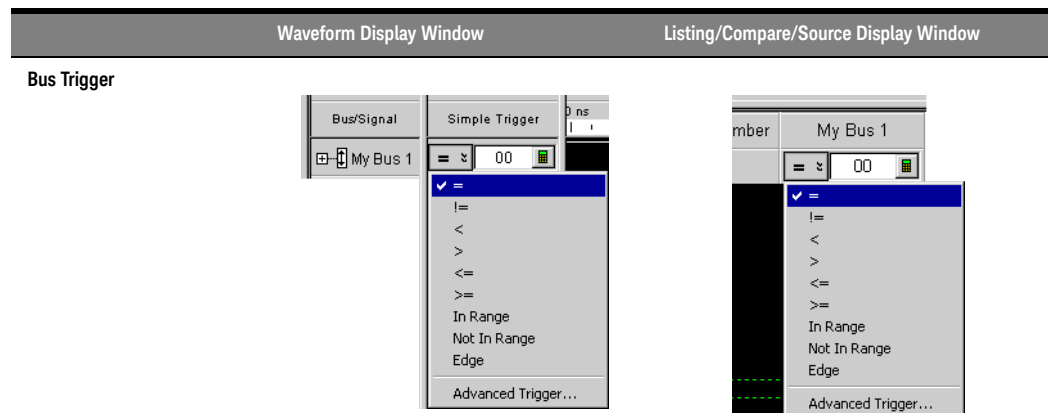 Waveform Display Window Listing/Compare/Source Display Window
Bus Trigger
Bus/Signal Simple Trigger 0 ns
My Bus 1 = 00
✓ =
!=
<
>
<=
>=
In Range
Not In Range
Edge
Advanced Trigger...
mber My Bus 1
= 00
✓ =
!=
<
>
<=
>=
In Range
Not In Range
Edge
Advanced Trigger...